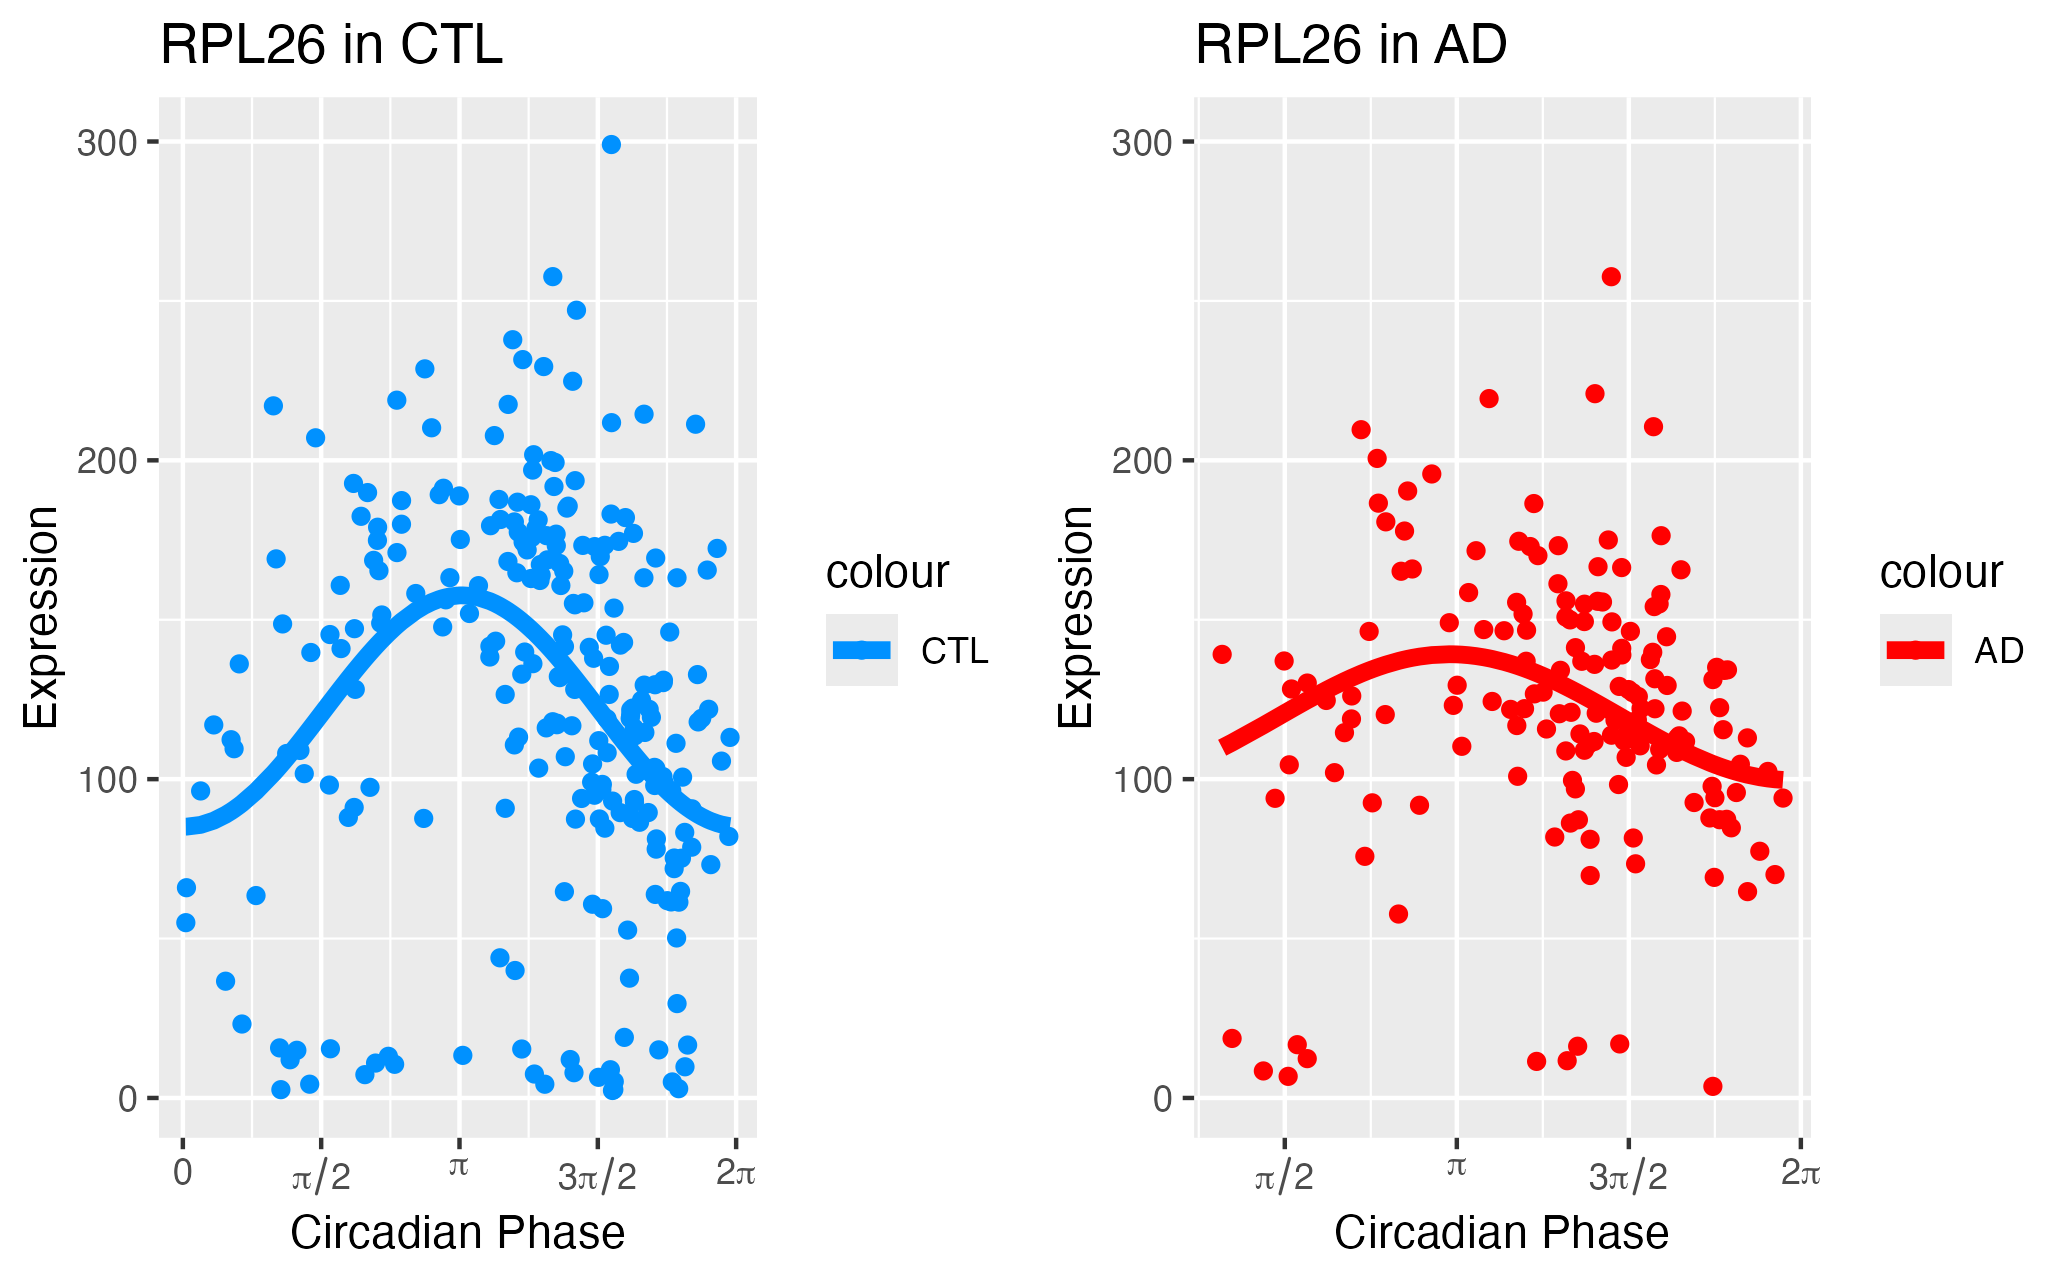 RPL26 in CTL
300
200
100
0
Expression
0
π/2
π
3π/2
2π
Circadian Phase
colour
CTL
RPL26 in AD
300
200
100
0
Expression
π/2
π
3π/2
2π
Circadian Phase
colour
AD